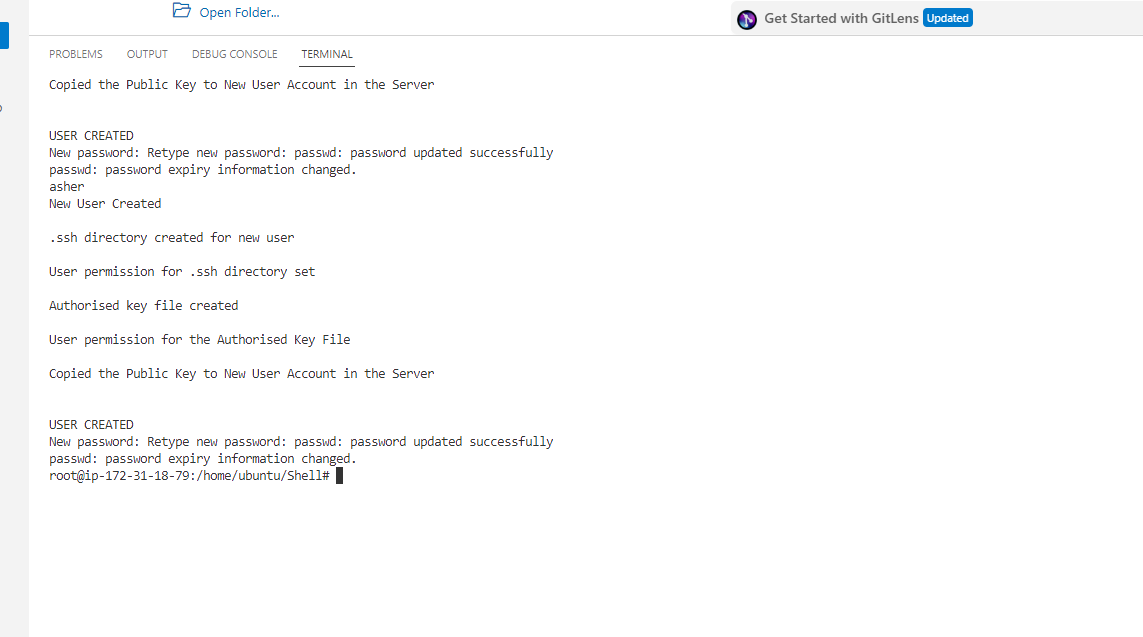 Open Folder...
Get Started with GitLens Updated
PROBLEMS OUTPUT DEBUG CONSOLE TERMINAL
Copied the Public Key to New User Account in the Server
USER CREATED
New password: Retype new password: passwd: password updated successfully
passwd: password expiry information changed.
asher
New User Created
.ssh directory created for new user
User permission for .ssh directory set
Authorised key file created
User permission for the Authorised Key File
Copied the Public Key to New User Account in the Server
USER CREATED
New password: Retype new password: passwd: password updated successfully
passwd: password expiry information changed.
root@ip-172-31-18-79:/home/ubuntu/Shell#